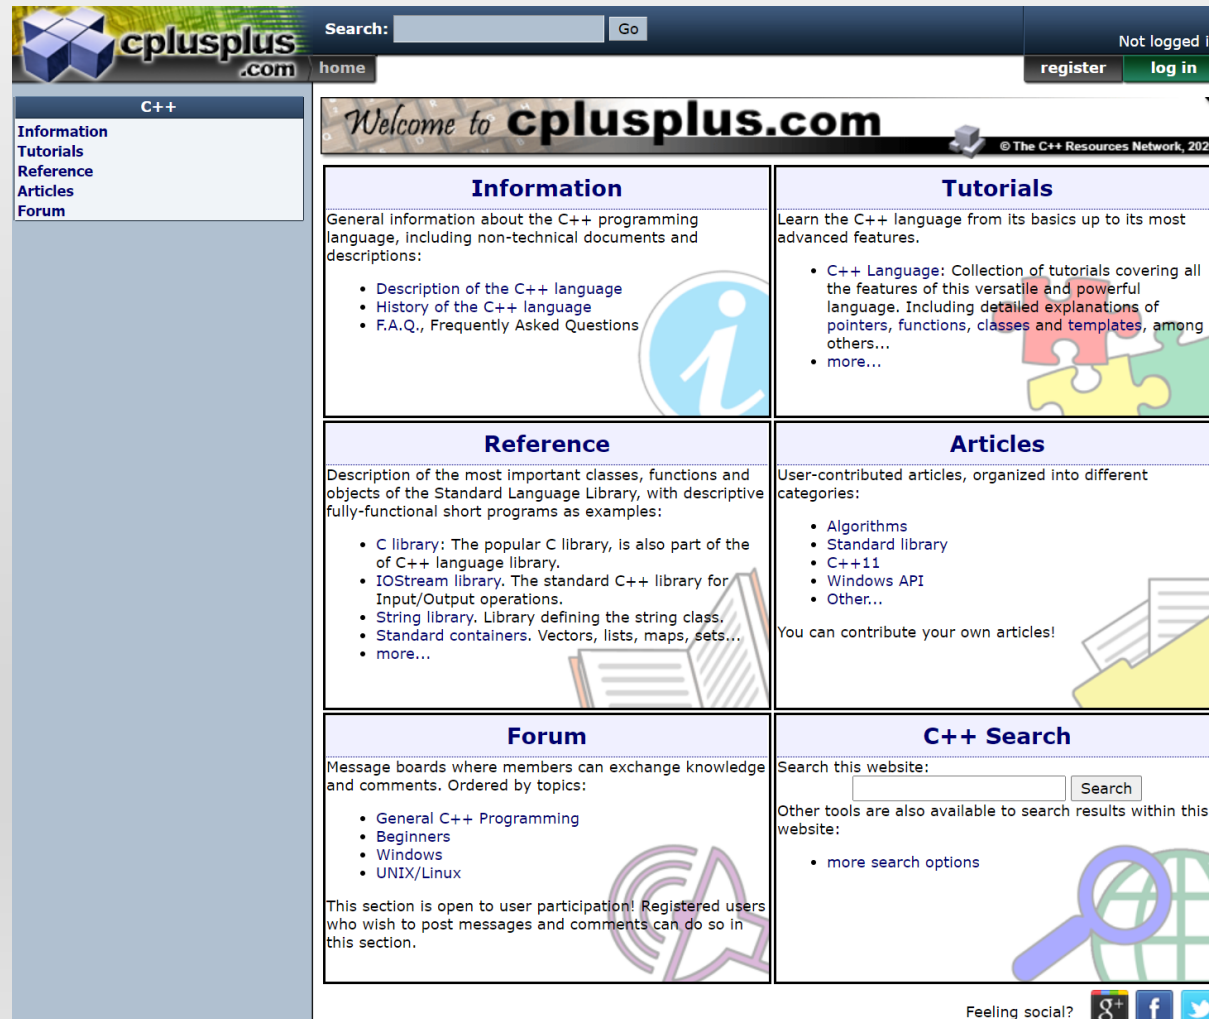 cplusplus
.com
Search:
Go
Not logged i
home
register
log in
C++
Information
Tutorials
Reference
Articles
Forum
Welcome to cplusplus.com
© The C++ Resources Network, 202
Information
General information about the C++ programming
language, including non-technical documents and
descriptions:
• Description of the C++ language
• History of the C++ language
• F.A.Q., Frequently Asked Questions
Tutorials
Learn the C++ language from its basics up to its most
advanced features.
• C++ Language: Collection of tutorials covering all
the features of this versatile and powerful
language. Including detailed explanations of
pointers, functions, classes and templates, among
others...
• more...
Reference
Description of the most important classes, functions and
objects of the Standard Language Library, with descriptive
fully-functional short programs as examples:
• C library: The popular C library, is also part of the
of C++ language library.
• IOStream library. The standard C++ library for
Input/Output operations.
• String library. Library defining the string class.
• Standard containers. Vectors, lists, maps, sets...
• more...
Articles
User-contributed articles, organized into different
categories:
• Algorithms
• Standard library
• C++11
• Windows API
• Other...
You can contribute your own articles!
Forum
Message boards where members can exchange knowledge
and comments. Ordered by topics:
• General C++ Programming
• Beginners
• Windows
• UNIX/Linux
This section is open to user participation! Registered users
who wish to post messages and comments can do so in
this section.
C++ Search
Search this website:
Search
Other tools are also available to search results within this
website:
• more search options
Feeling social?
g+
f